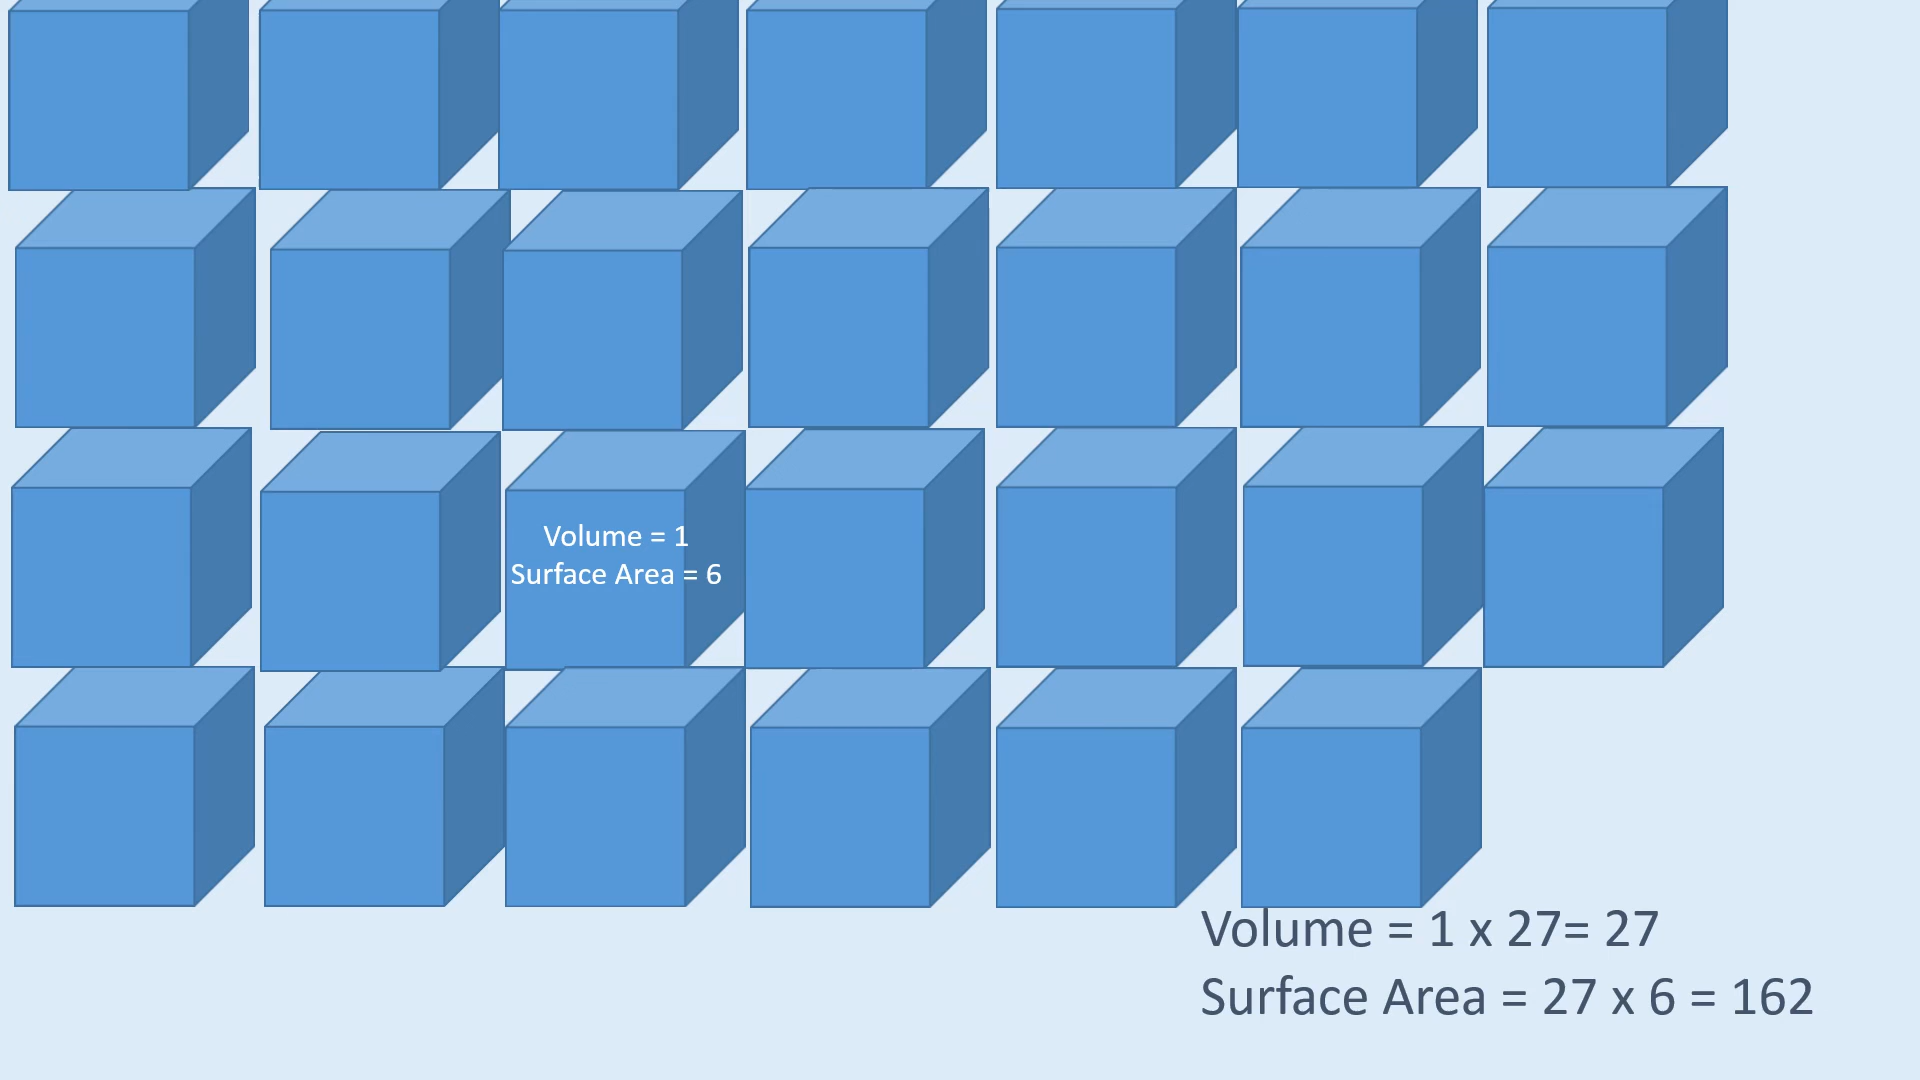 Volume = 1
Surface Area = 6
Volume = 1 x 27= 27
Surface Area = 27 x 6 = 162